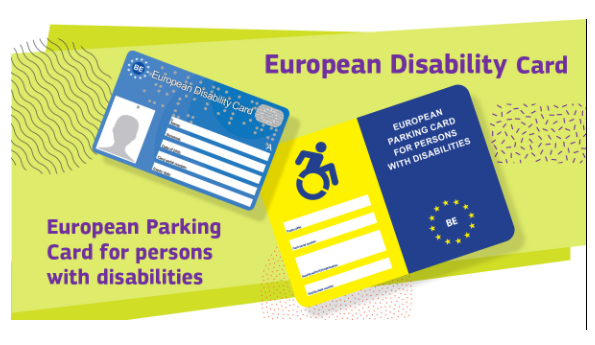 European Disability Card
BE
European Disability Card
EUROPEAN
PARKING CARD
FOR PERSONS
WITH DISABILITIES
BE
European Parking
Card for persons
with disabilities